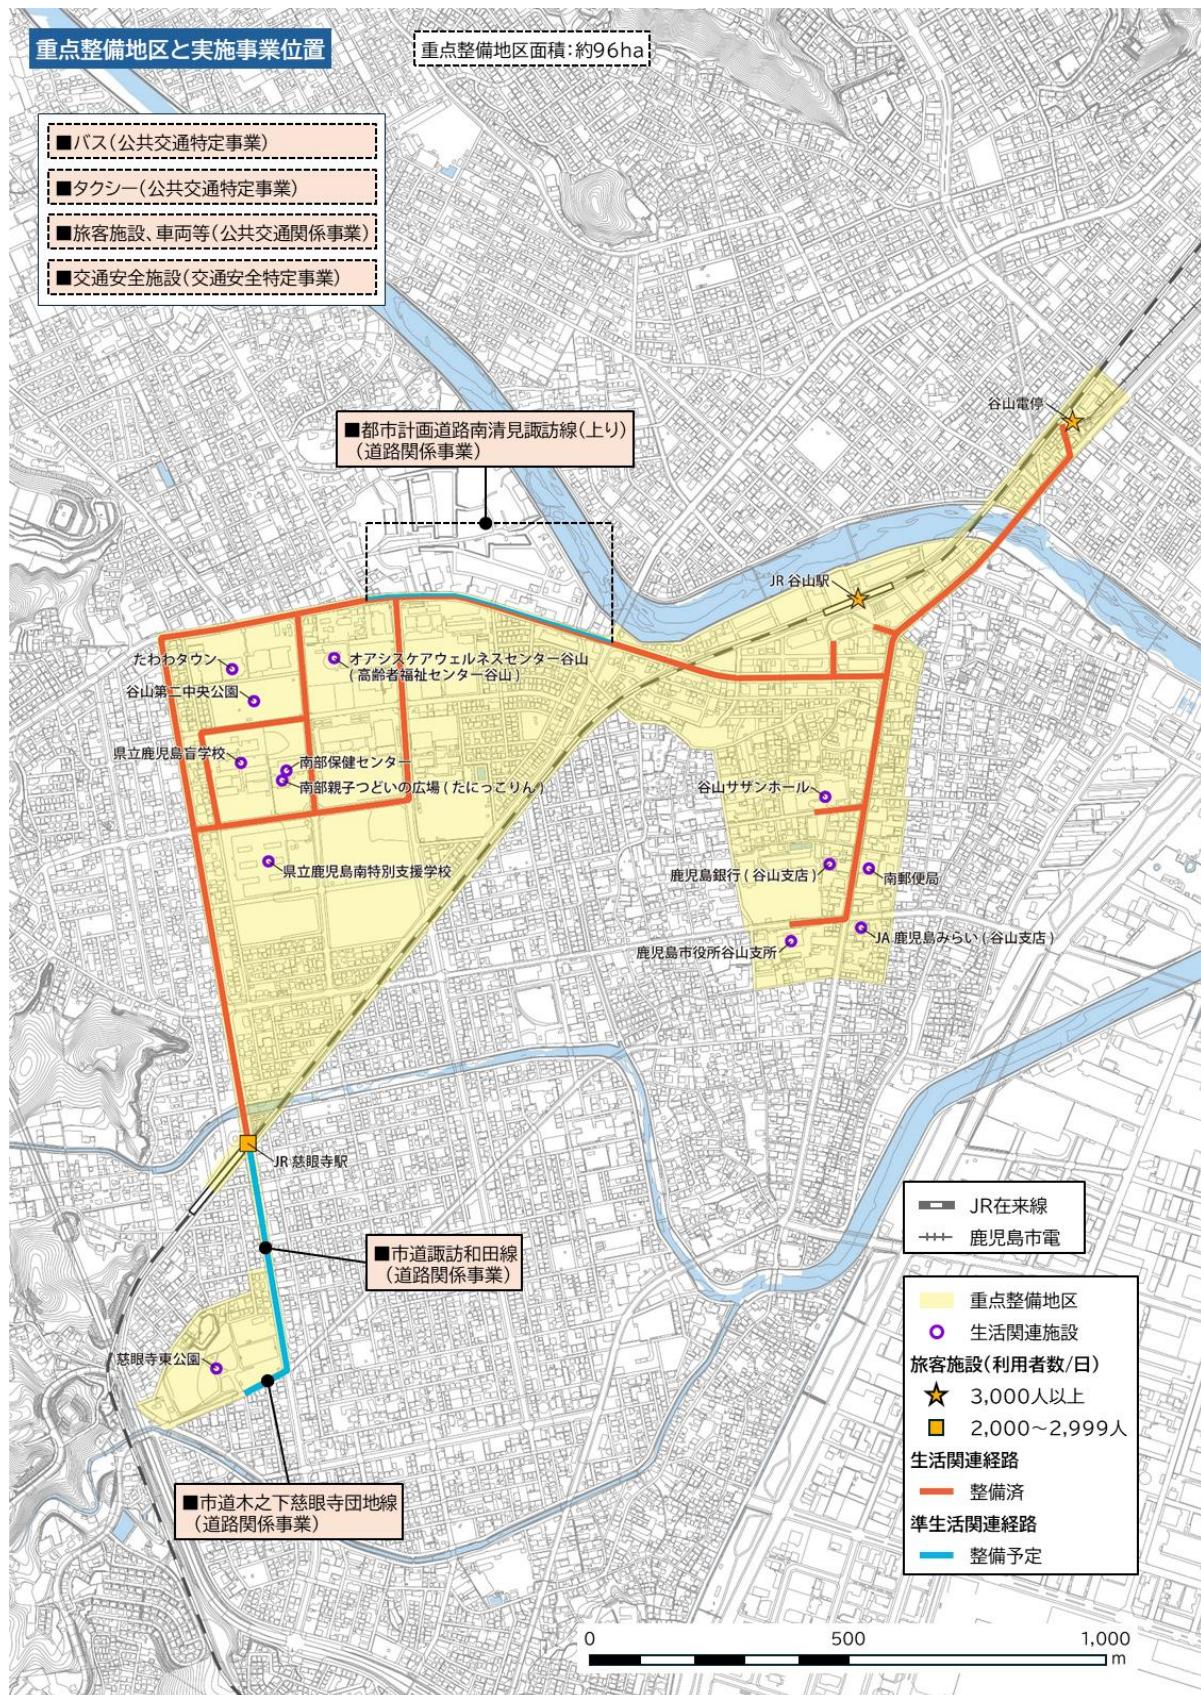 重点整備地区と実施事業位置
重点整備地区面積：約96ha
■バス(公共交通特定事業)
■タクシー(公共交通特定事業)
■旅客施設、車両等(公共交通関係事業)
■交通安全施設(交通安全特定事業)
谷山電停
■都市計画道路南清見諏訪線(上り)
(道路関係事業)
JR 谷山駅
たわわタウン
オアシスケアウェルネスセンター谷山
(高齢者福祉センター谷山)
谷山第二中央公園
県立鹿児島盲学校
南部保健センター
南部親子つどいの広場(たにっこりん)
谷山サザンホール
県立鹿児島南特別支援学校
鹿児島銀行(谷山支店)
南郵便局
JA 鹿児島みらい(谷山支店)
鹿児島市役所谷山支所
JR 慈眼寺駅
■市道諏訪和田線
(道路関係事業)
慈眼寺東公園
■市道木之下慈眼寺団地線
(道路関係事業)
JR在来線
鹿児島市電
重点整備地区
生活関連施設
旅客施設(利用者数/日)
3,000人以上
2,000～2,999人
生活関連経路
整備済
準生活関連経路
整備予定
0 500 1,000
m